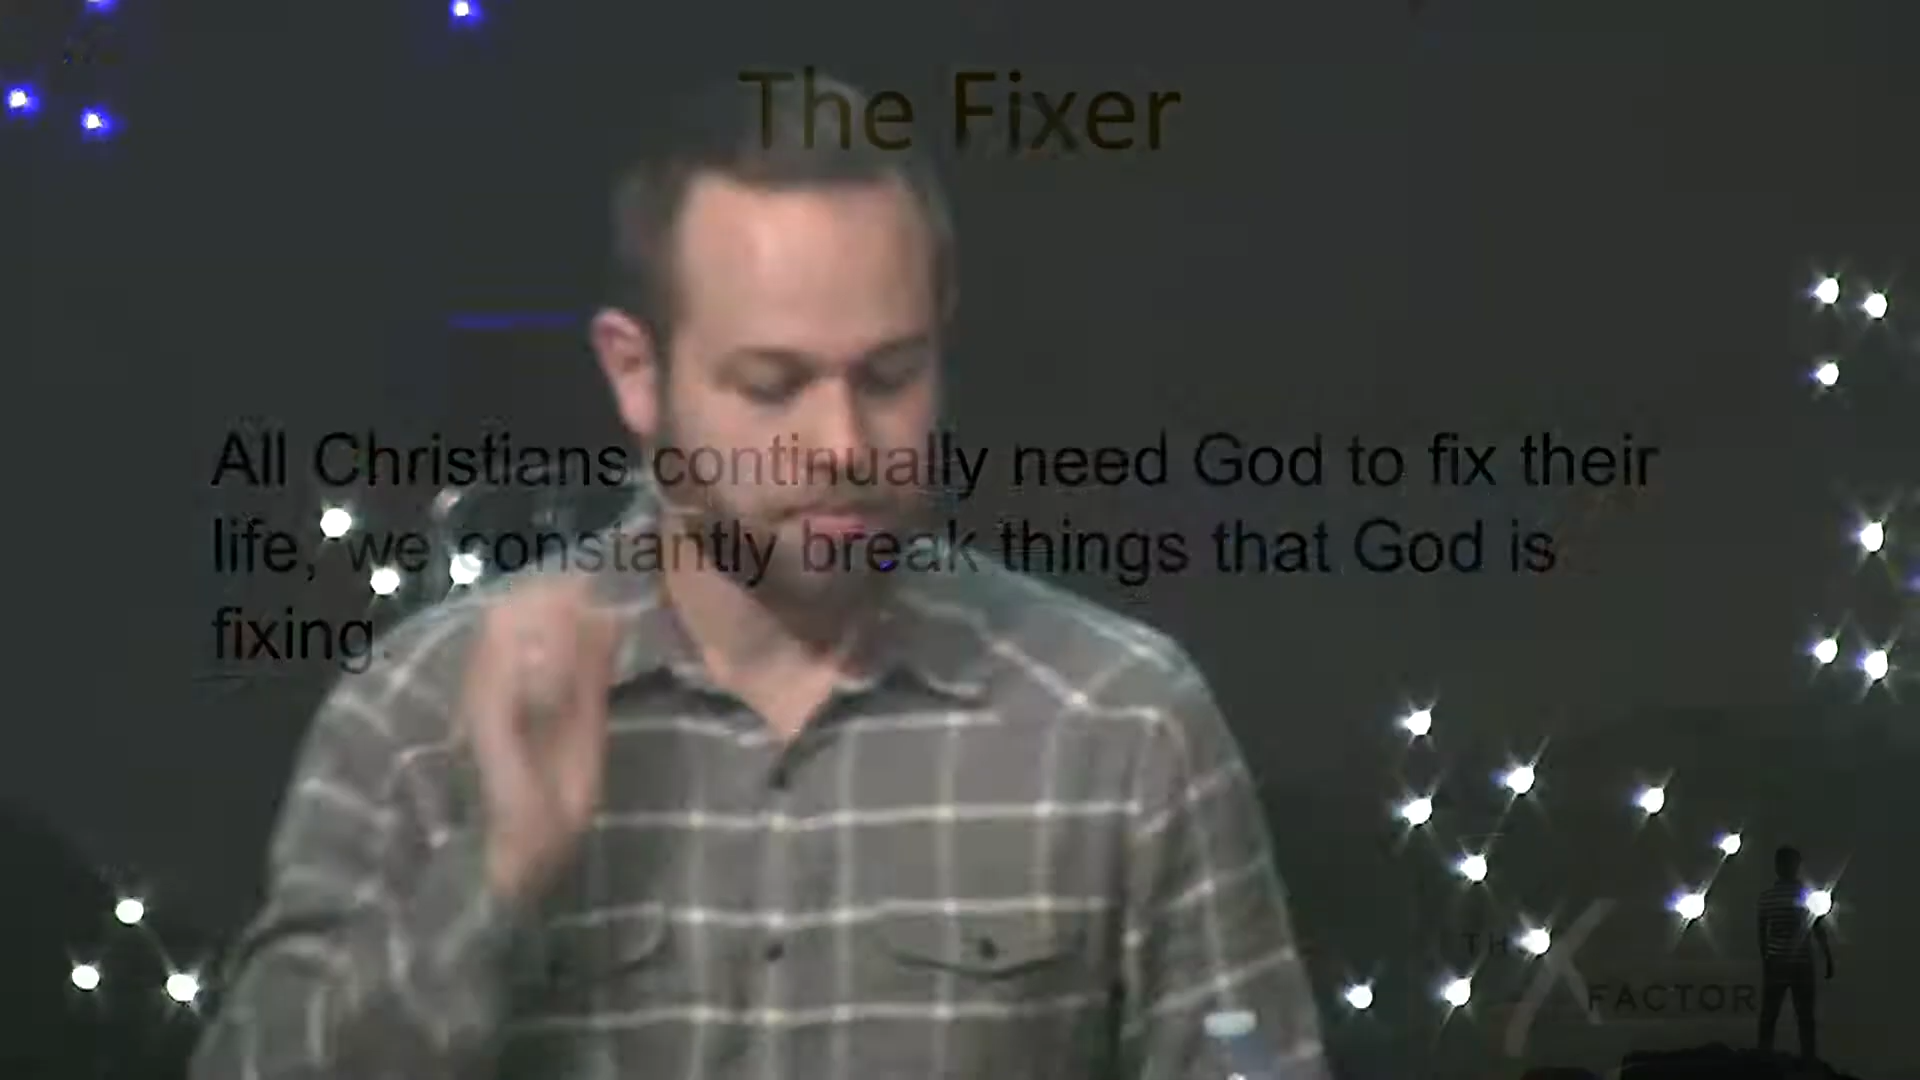 The Fixer
All Christians continually need God to fix their
life, we constantly break things that God is
fixing.
THE X
FACTOR